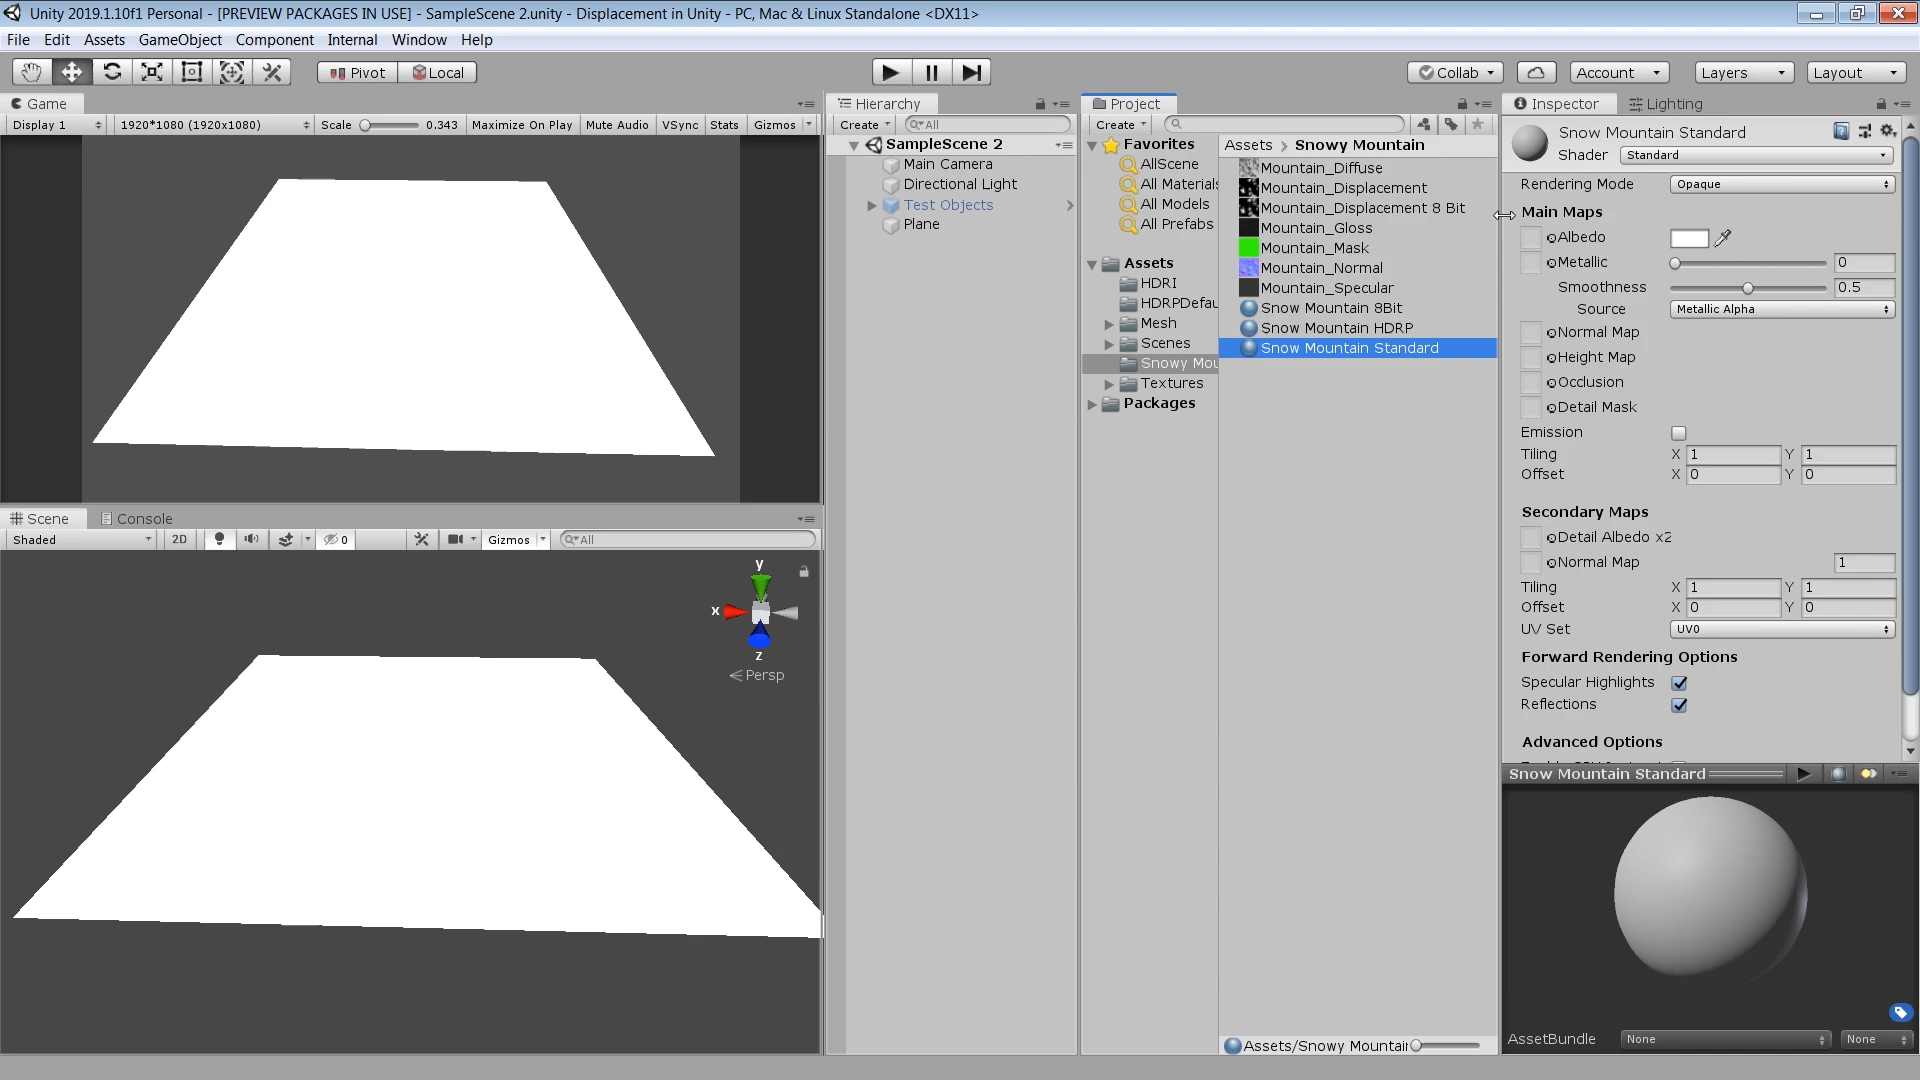 Unity 2019.1.10f1 Personal - [PREVIEW PACKAGES IN USE] - SampleScene 2.unity - Displacement in Unity - PC, Mac & Linux Standalone <DX11>
File Edit Assets GameObject Component Internal Window Help
Pivot Local Collab Account Layers Layout
Game
Display 1 1920*1080 (1920x1080) Scale 0.343 Maximize On Play Mute Audio VSync Stats Gizmos
Scene Console
Shaded 2D 0 Gizmos All
y
x
z
Persp
Hierarchy
Create All
SampleScene 2
Main Camera
Directional Light
Test Objects
Plane
Project
Create
Favorites
AllScene
All Materials
All Models
All Prefabs
Assets
HDRI
HDRPDefau
Mesh
Scenes
Snowy Mou
Textures
Packages
Assets > Snowy Mountain
Mountain_Diffuse
Mountain_Displacement
Mountain_Displacement 8 Bit
Mountain_Gloss
Mountain_Mask
Mountain_Normal
Mountain_Specular
Snow Mountain 8Bit
Snow Mountain HDRP
Snow Mountain Standard
Assets/Snowy Mountain
Inspector Lighting
Snow Mountain Standard
Shader Standard
Rendering Mode Opaque
Main Maps
Albedo
Metallic 0
Smoothness 0.5
Source Metallic Alpha
Normal Map
Height Map
Occlusion
Detail Mask
Emission
Tiling X 1 Y 1
Offset X 0 Y 0
Secondary Maps
Detail Albedo x2
Normal Map 1
Tiling X 1 Y 1
Offset X 0 Y 0
UV Set UV0
Forward Rendering Options
Specular Highlights
Reflections
Advanced Options
Snow Mountain Standard
AssetBundle None None